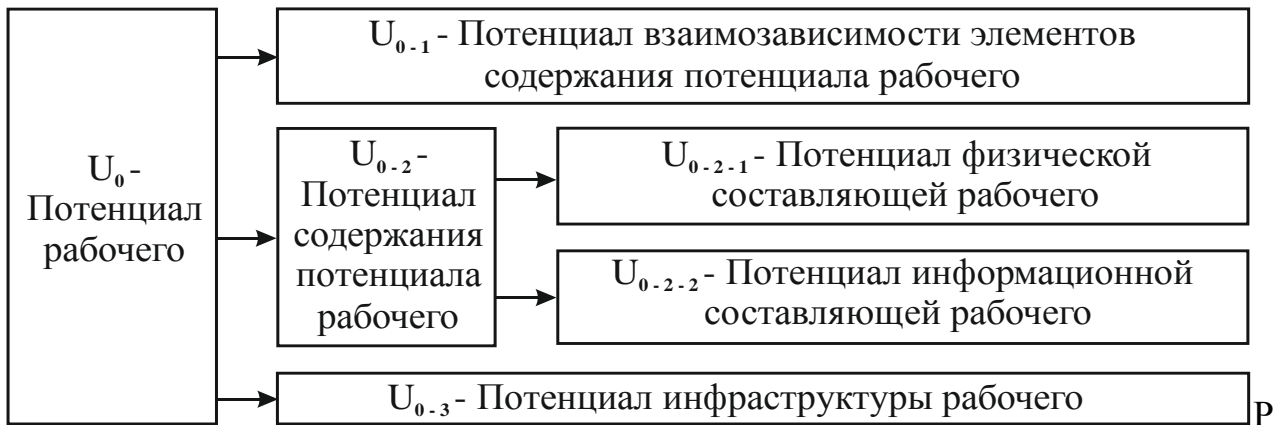 U₀₋₁ - Потенциал взаимозависимости элементов
содержания потенциала рабочего
U₀ -
Потенциал
рабочего
U₀₋₂ -
Потенциал
содержания
потенциала
рабочего
U₀₋₂₋₁ - Потенциал физической
составляющей рабочего
U₀₋₂₋₂ - Потенциал информационной
составляющей рабочего
U₀₋₃ - Потенциал инфраструктуры рабочего
Р